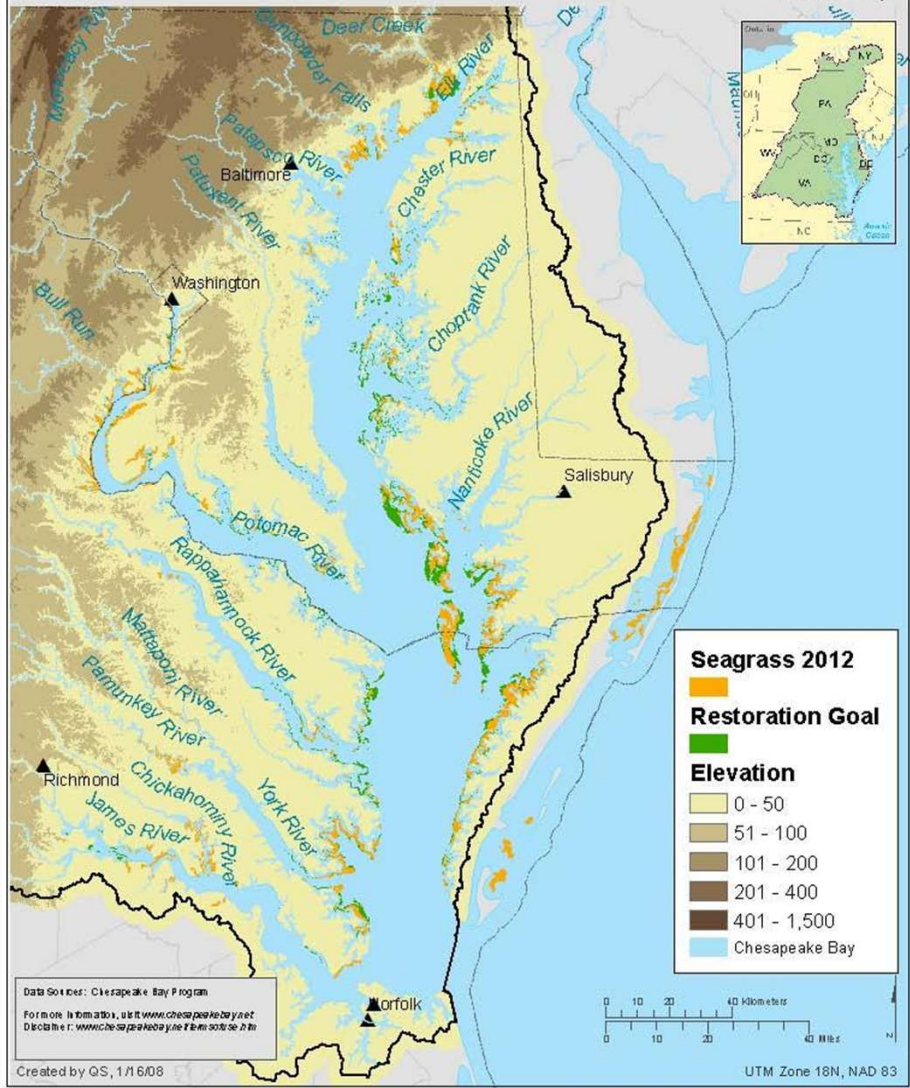 Deer Creek
Gunpowder Falls
Elk River
Patapsco River
Baltimore
Patuxent River
Chester River
Washington
Choptrank River
Bull Run
Nanticoke River
Salisbury
Potomac River
Rappahannock River
Mattaponi River
Pamunkey River
Richmond
Chickahominy River
York River
James River
Norfolk
NY
PA
NJ
MD
DC
DE
WV
VA
NC
Atlantic
Ocean
Seagrass 2012
Restoration Goal
Elevation
0 - 50
51 - 100
101 - 200
201 - 400
401 - 1,500
Chesapeake Bay
Data Sources: Chesapeake Bay Program
For more information, visit www.chesapeakebay.net
Disclaimer: www.chesapeakebay.net/termsofuse.htm
0 10 20 40 Kilometers
0 10 20 40 Miles
Created by QS, 1/16/08
UTM Zone 18N, NAD 83